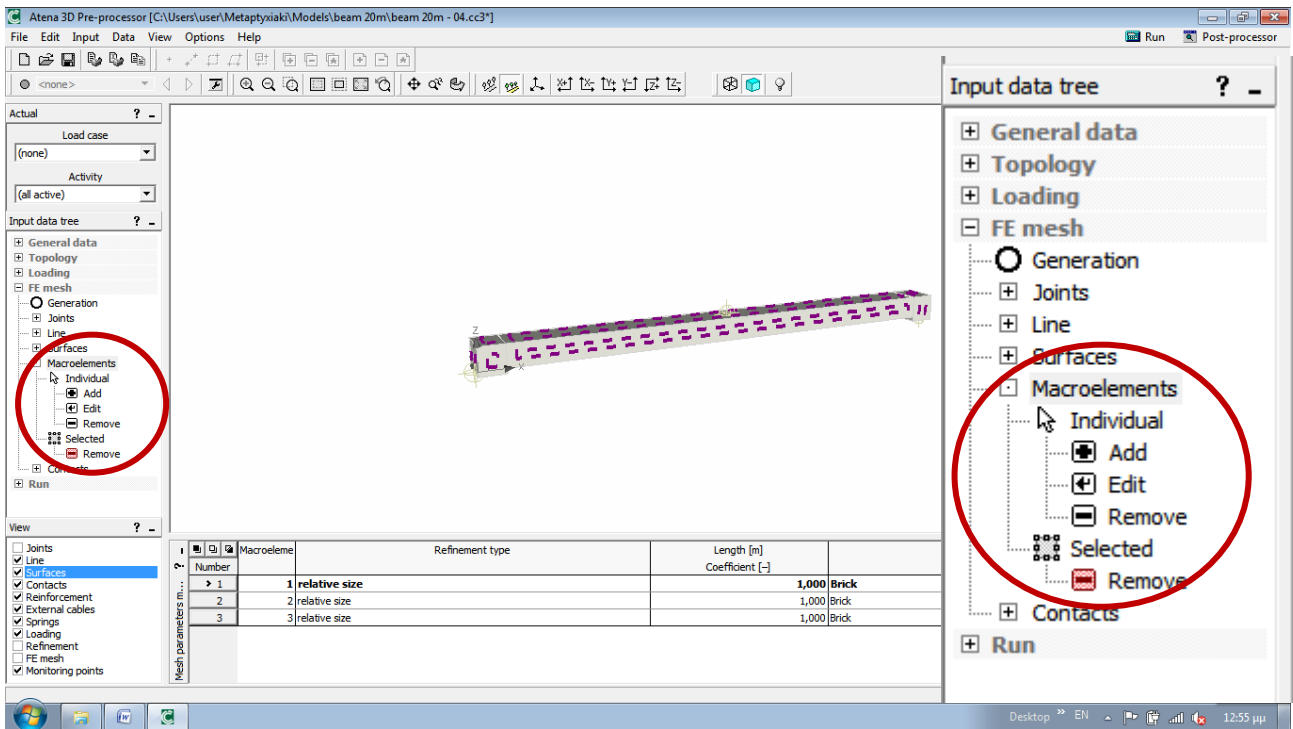 Atena 3D Pre-processor [C:\Users\user\Metaptyxiaki\Models\beam 20m\beam 20m - 04.cc3*]
File Edit Input Data View Options Help
Run Post-processor
<none>
Actual ? _
Load case
(none)
Activity
(all active)
Input data tree ? _
General data
Topology
Loading
FE mesh
Generation
Joints
Line
Surfaces
Macroelements
Individual
Add
Edit
Remove
Selected
Remove
Contacts
Run
View ? _
Joints
Line
Surfaces
Contacts
Reinforcement
External cables
Springs
Loading
Refinement
FE mesh
Monitoring points
Z
X
Mesh parameters m... ?
Macroeleme Refinement type Length [m]
Number Coefficient [-]
1 1 relative size 1,000 Brick
2 2 relative size 1,000 Brick
3 3 relative size 1,000 Brick
Input data tree ? _
General data
Topology
Loading
FE mesh
Generation
Joints
Line
Surfaces
Macroelements
Individual
Add
Edit
Remove
Selected
Remove
Contacts
Run
Desktop » EN 12:55 μμ